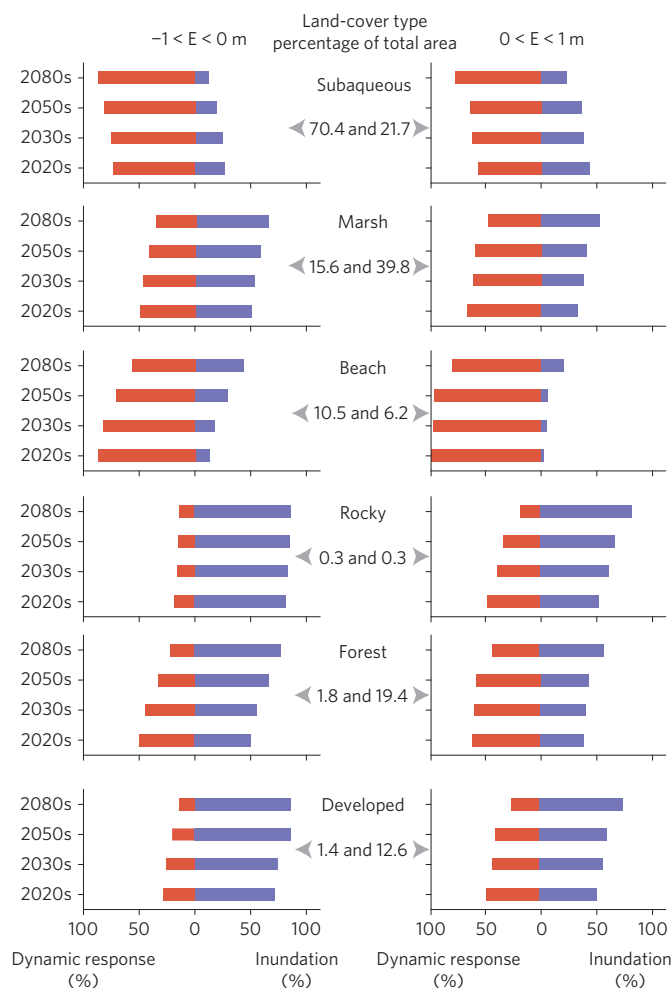 Land-cover type
percentage of total area
−1 < E < 0 m
0 < E < 1 m
Subaqueous
70.4 and 21.7
2080s
2050s
2030s
2020s
Marsh
15.6 and 39.8
2080s
2050s
2030s
2020s
Beach
10.5 and 6.2
2080s
2050s
2030s
2020s
Rocky
0.3 and 0.3
2080s
2050s
2030s
2020s
Forest
1.8 and 19.4
2080s
2050s
2030s
2020s
Developed
1.4 and 12.6
2080s
2050s
2030s
2020s
100 50 0 50 100 100 50 0 50 100
Dynamic response Inundation Dynamic response Inundation
(%) (%) (%) (%)